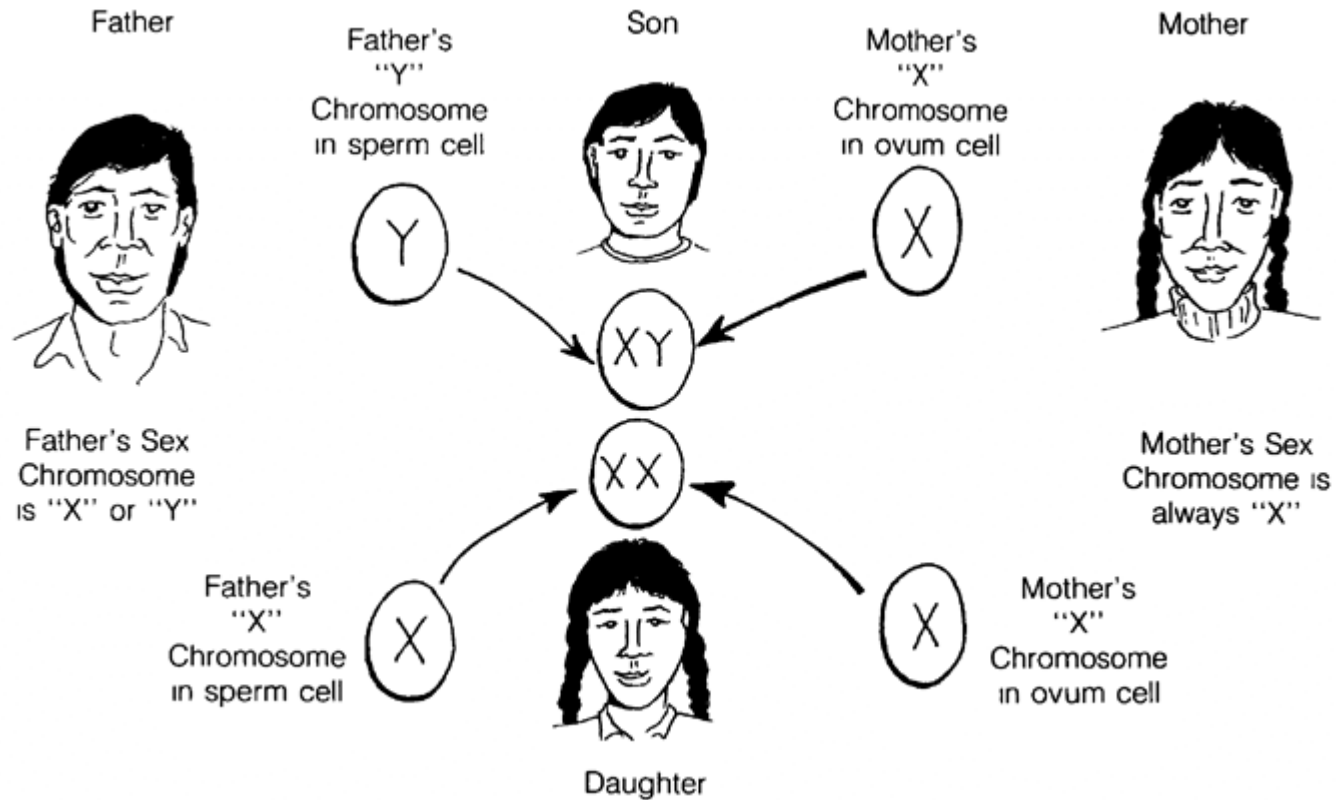 Father
Son
Mother
Father's
“Y”
Chromosome
in sperm cell
Mother's
“X”
Chromosome
in ovum cell
Y
X
XY
XX
Father's Sex
Chromosome
is “X” or “Y”
Mother's Sex
Chromosome is
always “X”
Father's
“X”
Chromosome
in sperm cell
X
X
Mother's
“X”
Chromosome
in ovum cell
Daughter